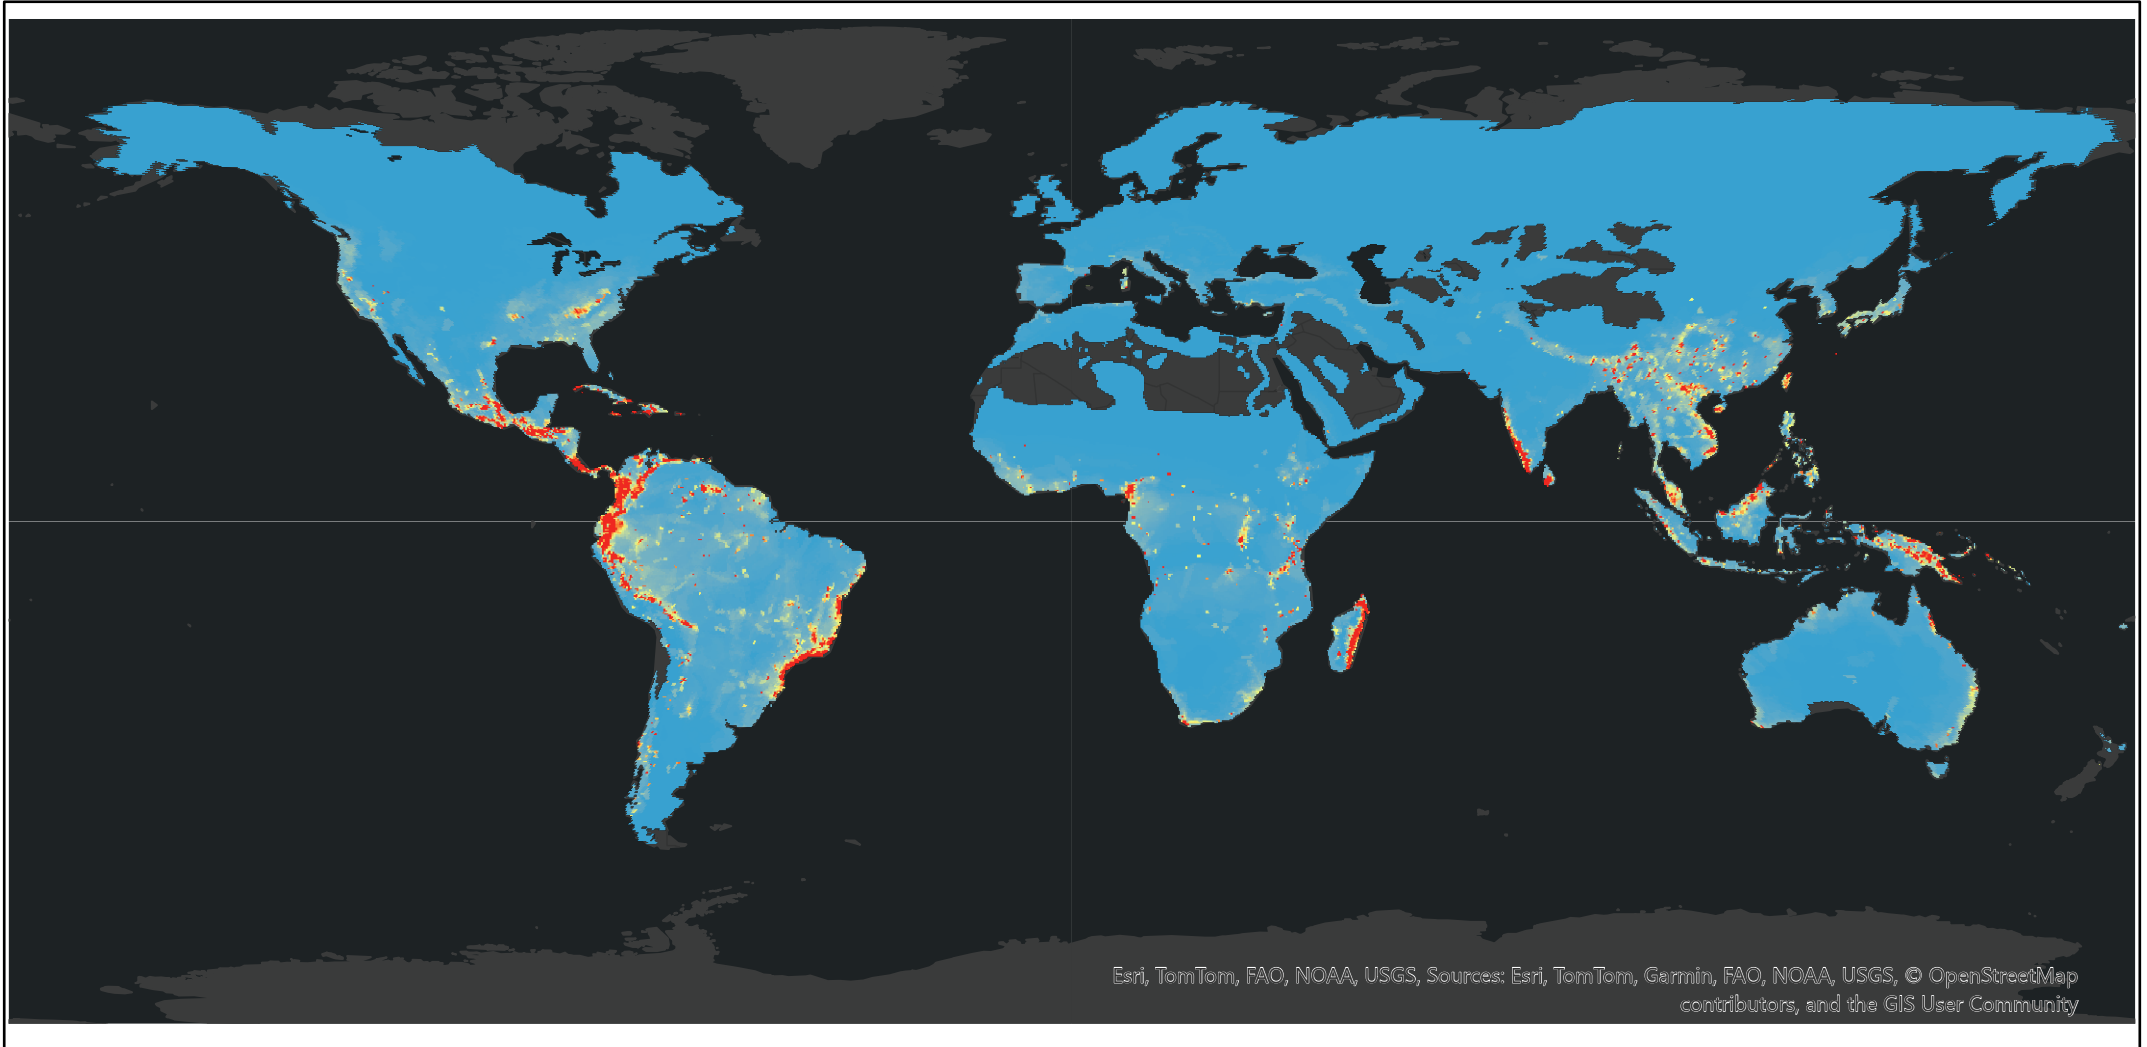 Esri, TomTom, FAO, NOAA, USGS, Sources: Esri, TomTom, Garmin, FAO, NOAA, USGS, © OpenStreetMap
contributors, and the GIS User Community